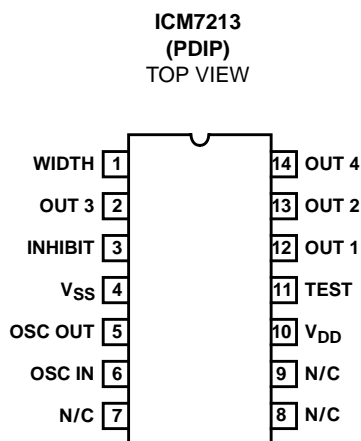 ICM7213
(PDIP)
TOP VIEW
WIDTH 1 14 OUT 4
OUT 3 2 13 OUT 2
INHIBIT 3 12 OUT 1
VSS 4 11 TEST
OSC OUT 5 10 VDD
OSC IN 6 9 N/C
N/C 7 8 N/C